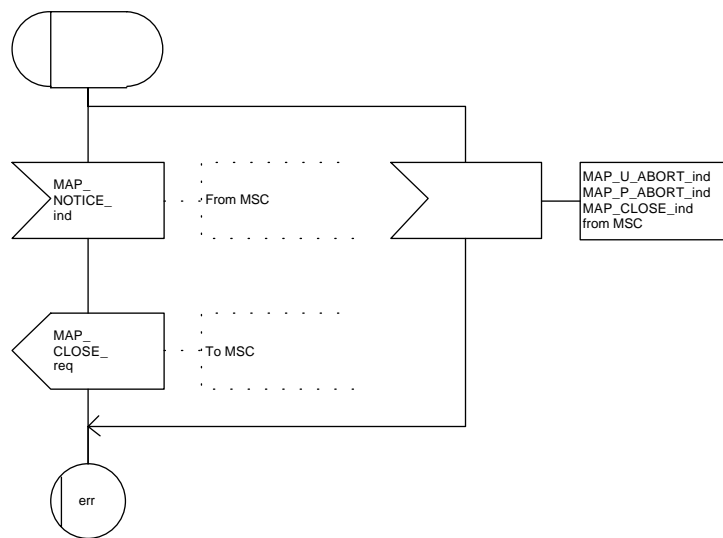 MAP_
NOTICE_
ind
From MSC
MAP_U_ABORT_ind
MAP_P_ABORT_ind
MAP_CLOSE_ind
from MSC
MAP_
CLOSE_
req
To MSC
err